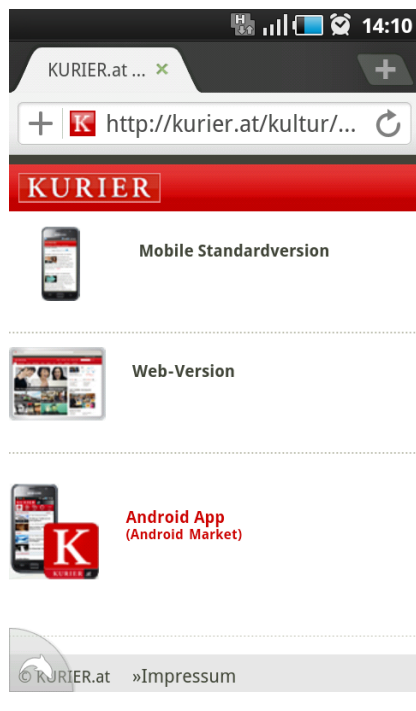 H 14:10
KURIER.at ...
http://kurier.at/kultur/...
KURIER
Mobile Standardversion
Web-Version
K
KURIER
Android App
(Android Market)
© KURIER.at »Impressum